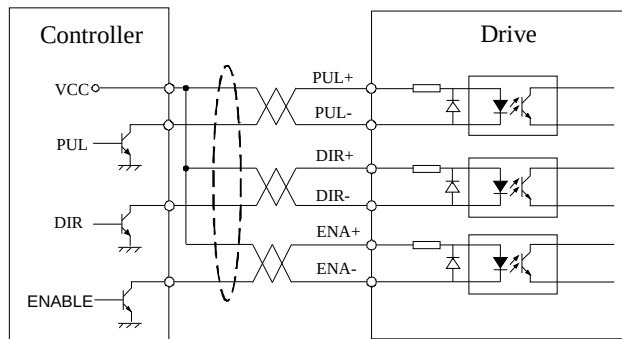 Controller
Drive
VCC
PUL+
PUL-
PUL
DIR+
DIR-
DIR
ENA+
ENA-
ENABLE